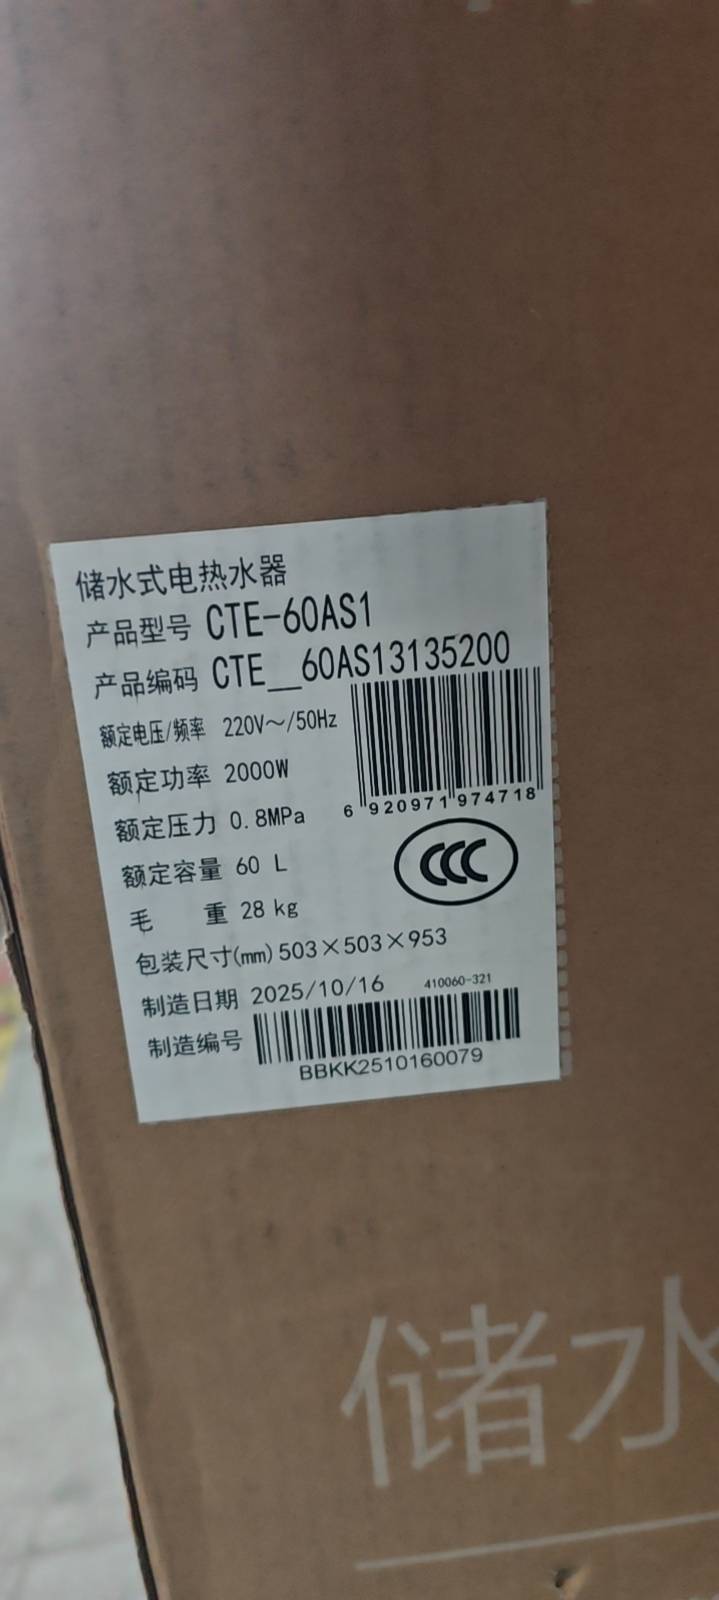 储水式电热水器
产品型号 CTE-60AS1
产品编码 CTE__60AS13135200
额定电压/频率 220V～/50Hz
额定功率 2000W
6 920971 974718
额定压力 0.8MPa
CCC
额定容量 60 L
毛 重 28 kg
包装尺寸(mm) 503×503×953
制造日期 2025/10/16 410060-321
制造编号
BBKK2510160079
储水